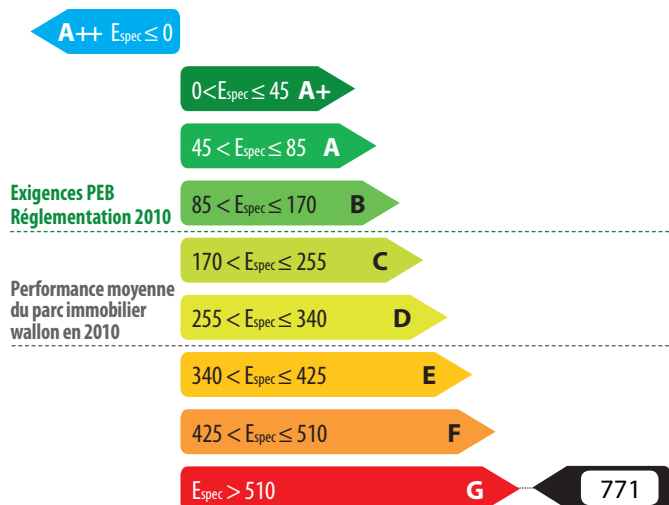 A++ Espec ≤ 0
0<Espec ≤ 45 A+
45 < Espec ≤ 85 A
Exigences PEB
Réglementation 2010
85 < Espec ≤ 170 B
170 < Espec ≤ 255 C
Performance moyenne
du parc immobilier
wallon en 2010
255 < Espec ≤ 340 D
340 < Espec ≤ 425 E
425 < Espec ≤ 510 F
Espec > 510 G 771